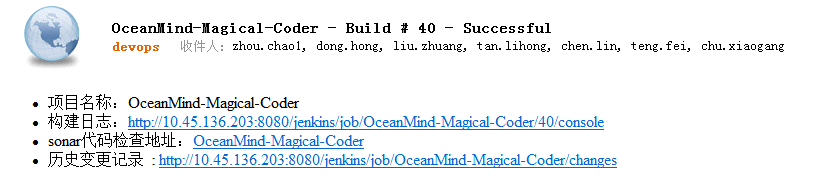 OceanMind-Magical-Coder - Build # 40 - Successful
devops 收件人：zhou.chao1, dong.hong, liu.zhuang, tan.lihong, chen.lin, teng.fei, chu.xiaogang
项目名称：OceanMind-Magical-Coder
构建日志：http://10.45.136.203:8080/jenkins/job/OceanMind-Magical-Coder/40/console
sonar代码检查地址：OceanMind-Magical-Coder
历史变更记录 : http://10.45.136.203:8080/jenkins/job/OceanMind-Magical-Coder/changes